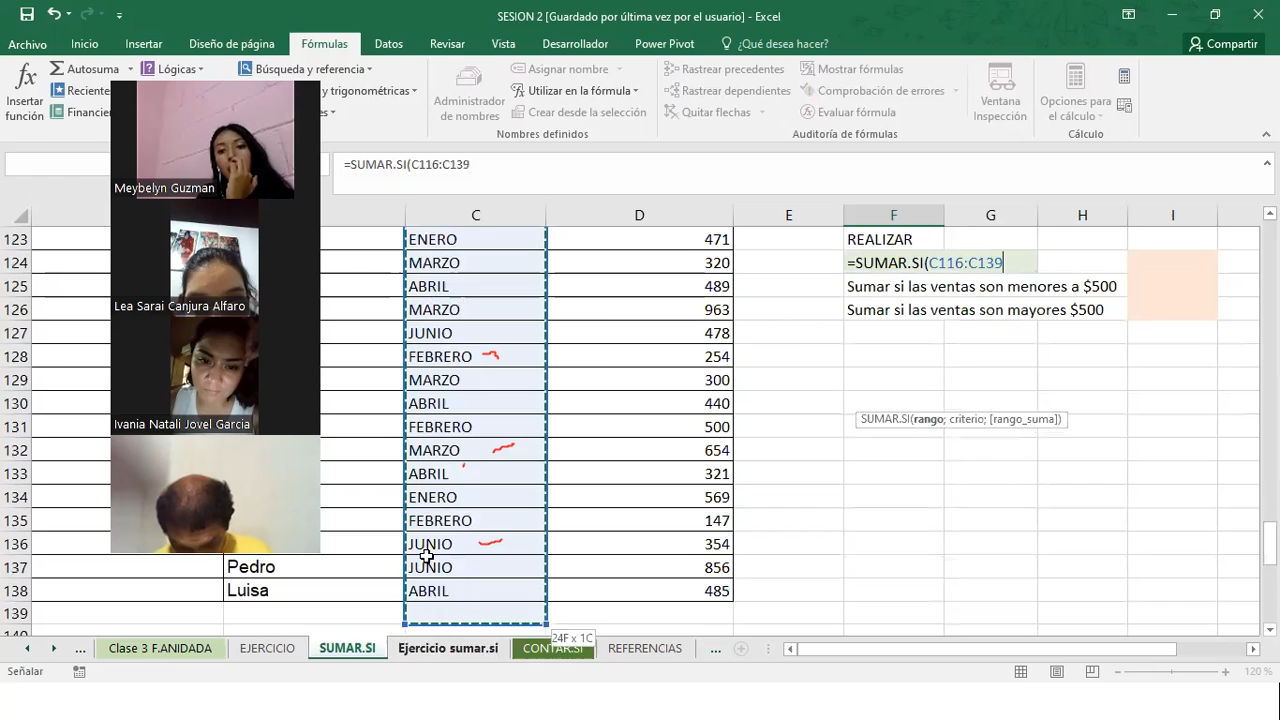 SESION 2 [Guardado por última vez por el usuario] - Excel
Archivo Inicio Insertar Diseño de página Fórmulas Datos Revisar Vista Desarrollador Power Pivot ¿Qué desea hacer? Compartir
fx Insertar función
Autosuma
Recientes
Financier
Lógicas
Búsqueda y referencia
y trigonométricas
Administrador de nombres
Asignar nombre
Utilizar en la fórmula
Crear desde la selección
Nombres definidos
Rastrear precedentes
Rastrear dependientes
Quitar flechas
Mostrar fórmulas
Comprobación de errores
Evaluar fórmula
Auditoría de fórmulas
Ventana Inspección
Opciones para el cálculo
Cálculo
=SUMAR.SI(C116:C139
Meybelyn Guzman
Lea Sarai Canjura Alfaro
Ivania Natali Jovel Garcia
C D E F G H I
123 ENERO 471 REALIZAR
124 MARZO 320 =SUMAR.SI(C116:C139
125 ABRIL 489 Sumar si las ventas son menores a $500
126 MARZO 963 Sumar si las ventas son mayores $500
127 JUNIO 478
128 FEBRERO 254
129 MARZO 300
130 ABRIL 440
SUMAR.SI(rango; criterio; [rango_suma])
131 FEBRERO 500
132 MARZO 654
133 ABRIL 321
134 ENERO 569
135 FEBRERO 147
136 JUNIO 354
137 Pedro JUNIO 856
138 Luisa ABRIL 485
139
24F x 1C
... Clase 3 F.ANIDADA EJERCICIO SUMAR.SI Ejercicio sumar.si CONTAR.SI REFERENCIAS ...
Señalar 120 %